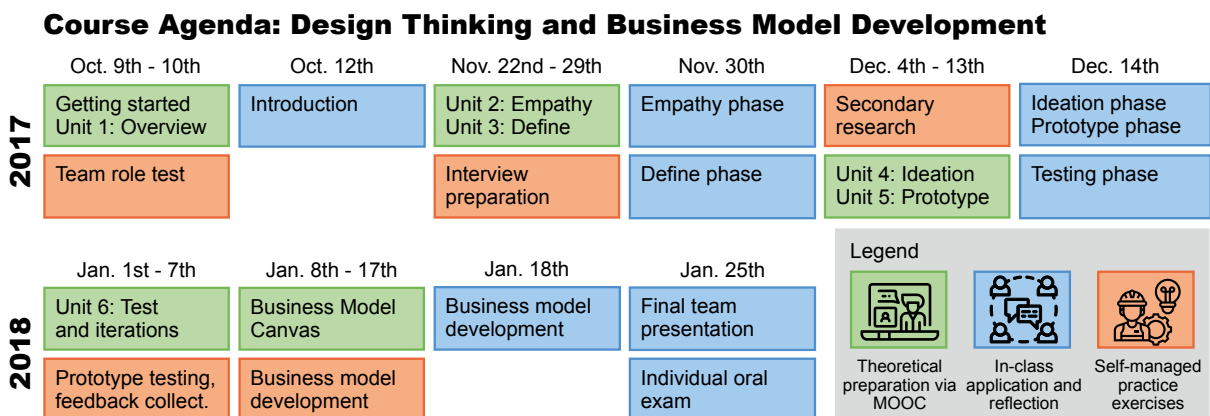 Course Agenda: Design Thinking and Business Model Development
2017
Oct. 9th - 10th
Getting started
Unit 1: Overview
Team role test
Oct. 12th
Introduction
Nov. 22nd - 29th
Unit 2: Empathy
Unit 3: Define
Interview
preparation
Nov. 30th
Empathy phase
Define phase
Dec. 4th - 13th
Secondary
research
Unit 4: Ideation
Unit 5: Prototype
Dec. 14th
Ideation phase
Prototype phase
Testing phase
2018
Jan. 1st - 7th
Unit 6: Test
and iterations
Prototype testing,
feedback collect.
Jan. 8th - 17th
Business Model
Canvas
Business model
development
Jan. 18th
Business model
development
Jan. 25th
Final team
presentation
Individual oral
exam
Legend
A
Theoretical
preparation via
MOOC
In-class
application and
reflection
Self-managed
practice
exercises